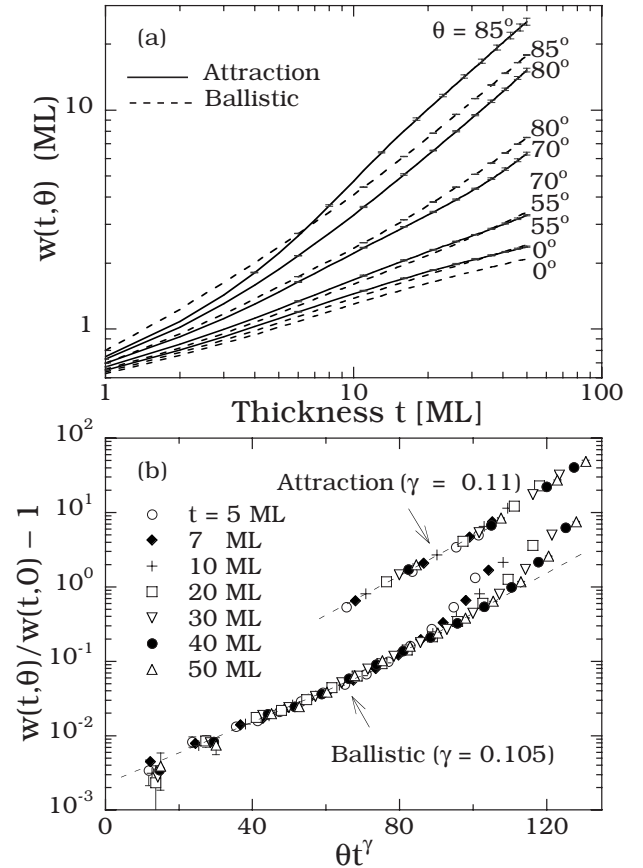 (a)
θ = 85°
85°
80°
80°
70°
70°
55°
55°
0°
0°
Attraction
Ballistic
w(t,θ) (ML)
10
1
1
10
100
Thickness t [ML]
(b)
Attraction (γ = 0.11)
t = 5 ML
7 ML
10 ML
20 ML
30 ML
40 ML
50 ML
Ballistic (γ = 0.105)
w(t,θ)/w(t,0) − 1
10²
10¹
10⁰
10⁻¹
10⁻²
10⁻³
0
40
80
120
θt^γ